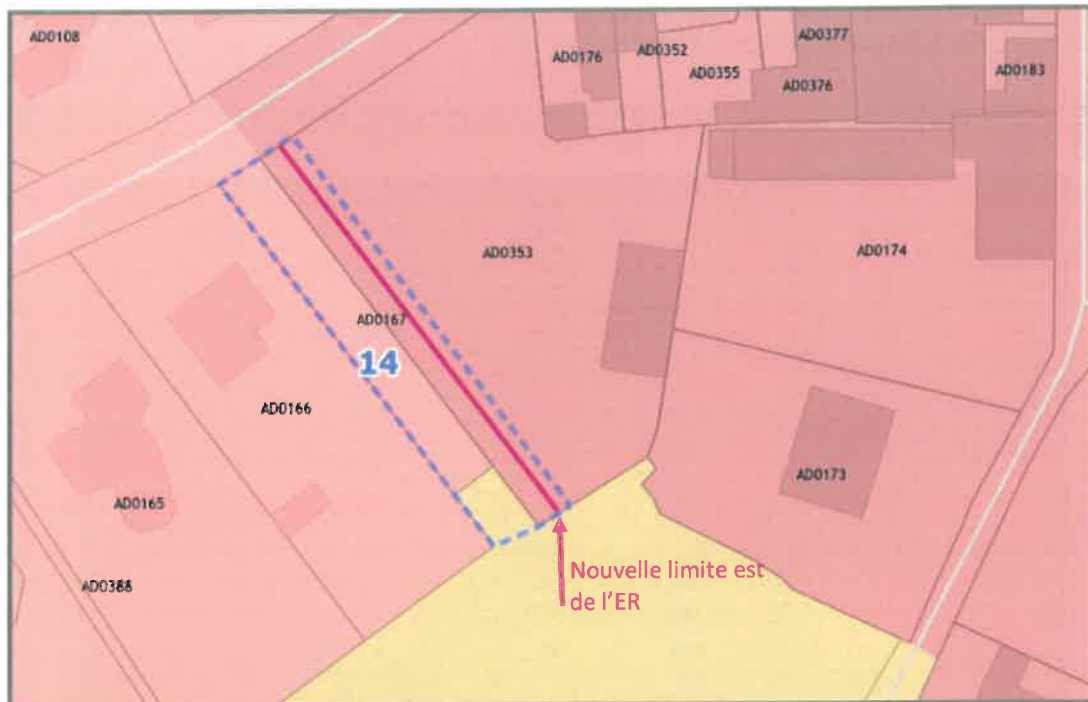 AD0108
AD0176
AD0352
AD0377
AD0355
AD0376
AD0183
AD0353
AD0174
AD0167
14
AD0166
AD0165
AD0173
AD0388
Nouvelle limite est
de l'ER